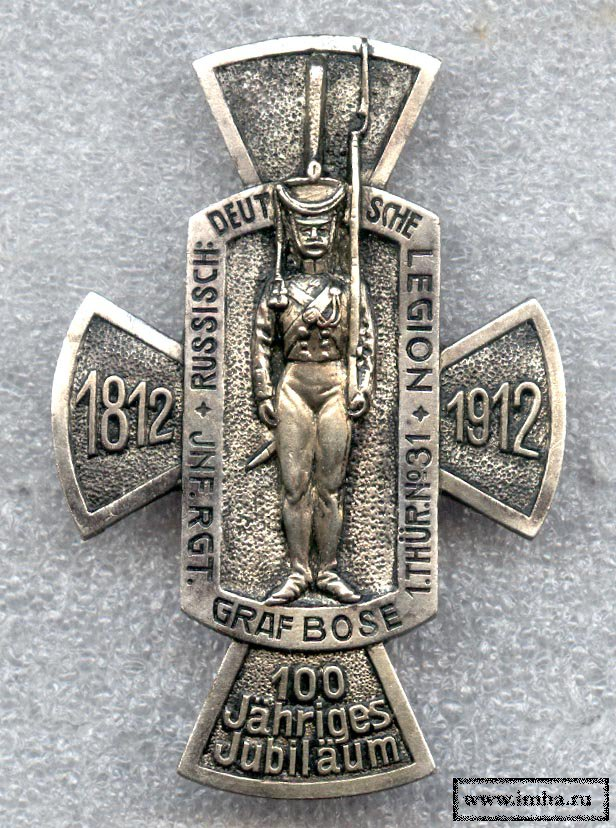 RUSSISCH: DEUTSCHE LEGION
1812
1912
JNF. RGT.
GRAF BOSE
1. THÜR. No 31
100
Jähriges
Jubiläum
www.imha.ru